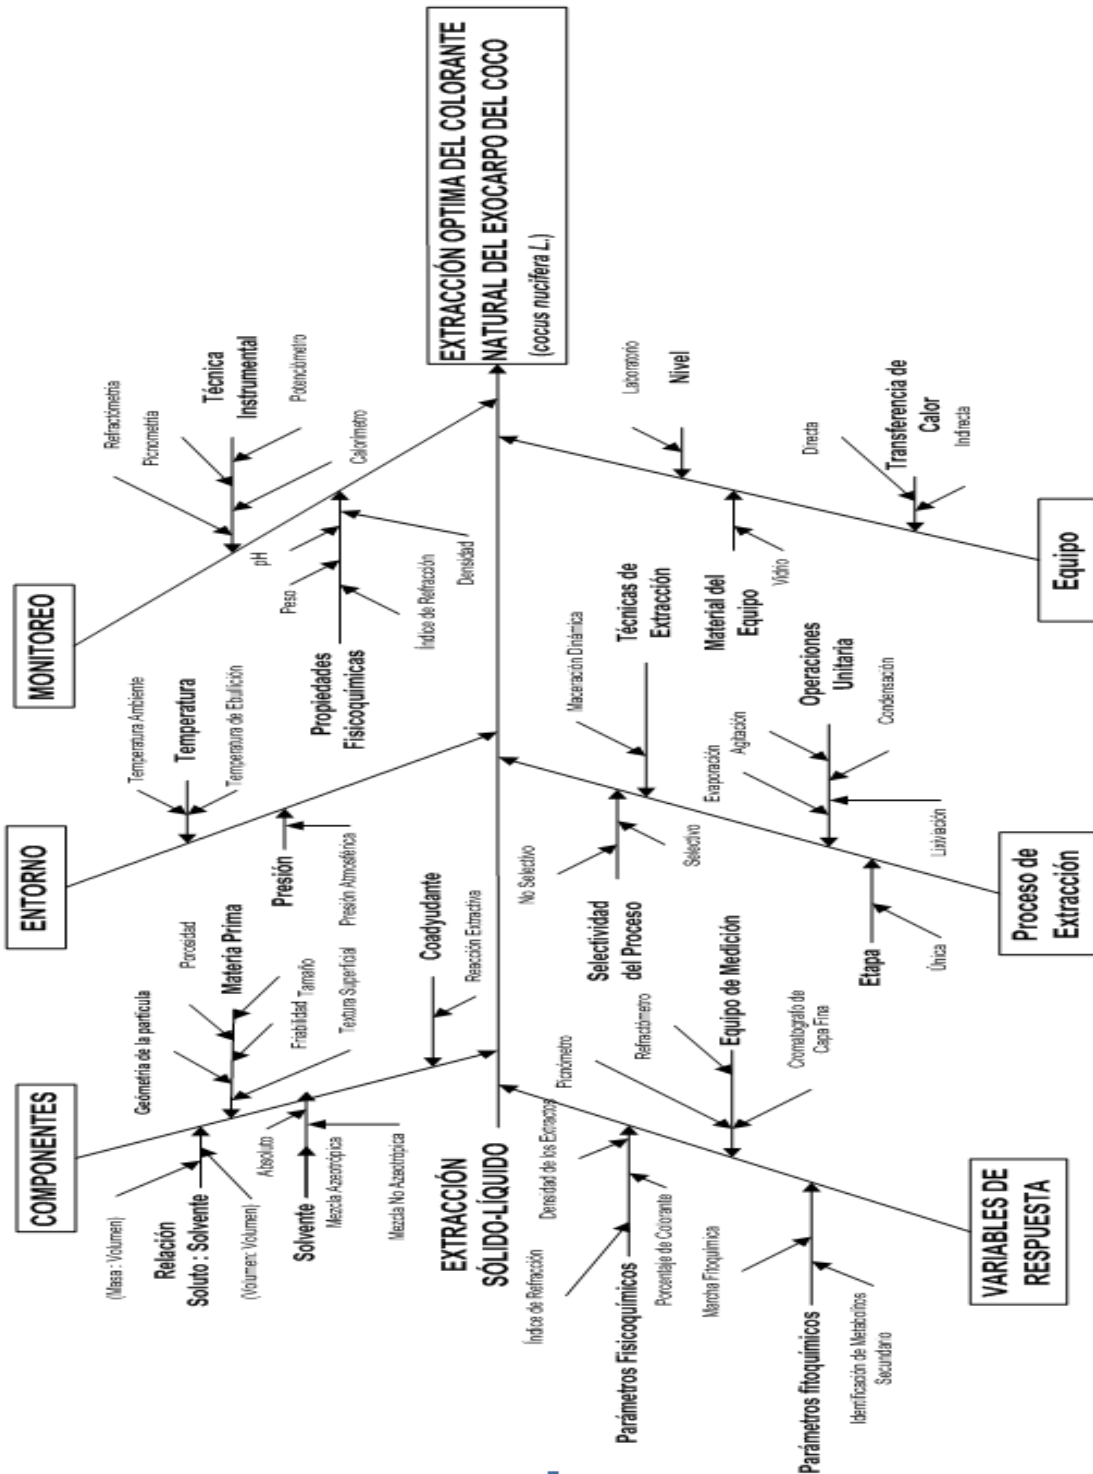 COMPONENTES
(Masa : Volumen)
Relación
Soluto : Solvente
(Volumen: Volumen)
Geómetria de la partícula
Porosidad
Materia Prima
Friabilidad
Tamaño
Textura Superficial
Absoluto
Solvente
Mezcla Azeotrópica
Mezcla No Azeotrópica
Coadyudante
Reacción Extractiva
ENTORNO
Temperatura Ambiente
Temperatura
Temperatura de Ebullición
Presión
Presión Atmosférica
MONITOREO
Refractómetria
Picnometría
Técnica
Instrumental
Potenciómetro
Calorímetro
pH
Peso
Propiedades
Fisicoquímicas
Índice de Refracción
Densidad
EXTRACCIÓN
SÓLIDO-LÍQUIDO
EXTRACCIÓN OPTIMA DEL COLORANTE
NATURAL DEL EXOCARPO DEL COCO
(cocus nucifera L.)
Índice de Refracción
Densidad de los Extractos
Parámetros Fisicoquímicos
Porcentaje de Colorante
Picnómetro
Refractómetro
Equipo de Medición
Cromatografo de
Capa Fina
Marcha Fitoquímica
Parámetros fitoquímicos
Identificación de Metabolitos
Secundario
VARIABLES DE
RESPUESTA
No Selectivo
Selectividad
del Proceso
Selectivo
Maceración Dinámica
Técnicas de
Extracción
Evaporación
Agitación
Operaciones
Unitaria
Condensación
Lixiviación
Etapa
Única
Proceso de
Extracción
Laboratorio
Nivel
Material del
Equipo
Vidrio
Directa
Transferencia de
Calor
Indirecta
Equipo